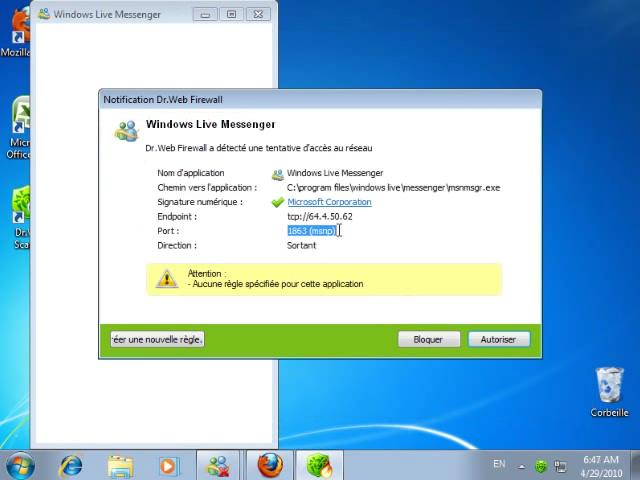 Windows Live Messenger
Mozilla
Notification Dr.Web Firewall
Windows Live Messenger
Dr.Web Firewall a détecté une tentative d'accès au réseau
Nom d'application Windows Live Messenger
Chemin vers l'application : C:\program files\windows live\messenger\msnmsgr.exe
Signature numérique : Microsoft Corporation
Endpoint : tcp://64.4.50.62
Port : 1863 (msnp)
Direction : Sortant
Attention :
- Aucune règle spécifiée pour cette application
réer une nouvelle règle. Bloquer Autoriser
Micr
Office
Dr.
Sca
Corbeille
EN
6:47 AM
4/29/2010